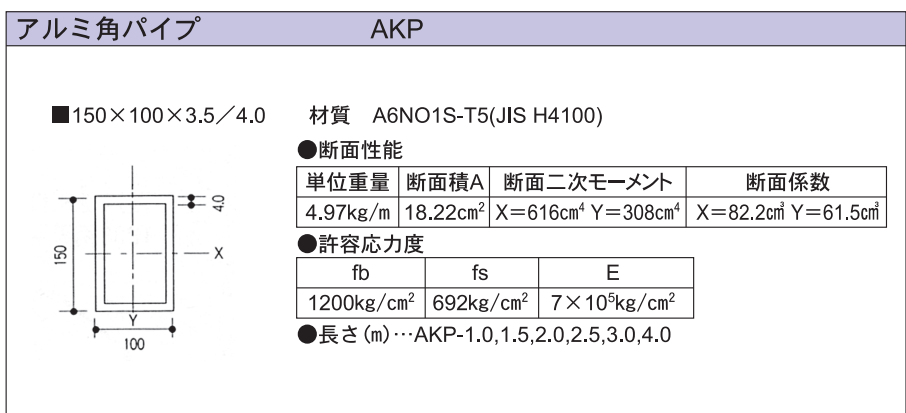 アルミ角パイプ AKP
■150×100×3.5／4.0 材質 A6NO1S-T5(JIS H4100)
●断面性能
単位重量 断面積A 断面二次モーメント 断面係数
4.97kg/m 18.22cm² X＝616cm⁴ Y＝308cm⁴ X＝82.2cm³ Y＝61.5cm³
●許容応力度
fb fs E
1200kg/cm² 692kg/cm² 7×10⁵kg/cm²
●長さ(m)…AKP-1.0,1.5,2.0,2.5,3.0,4.0
4.0
150
X
Y
100